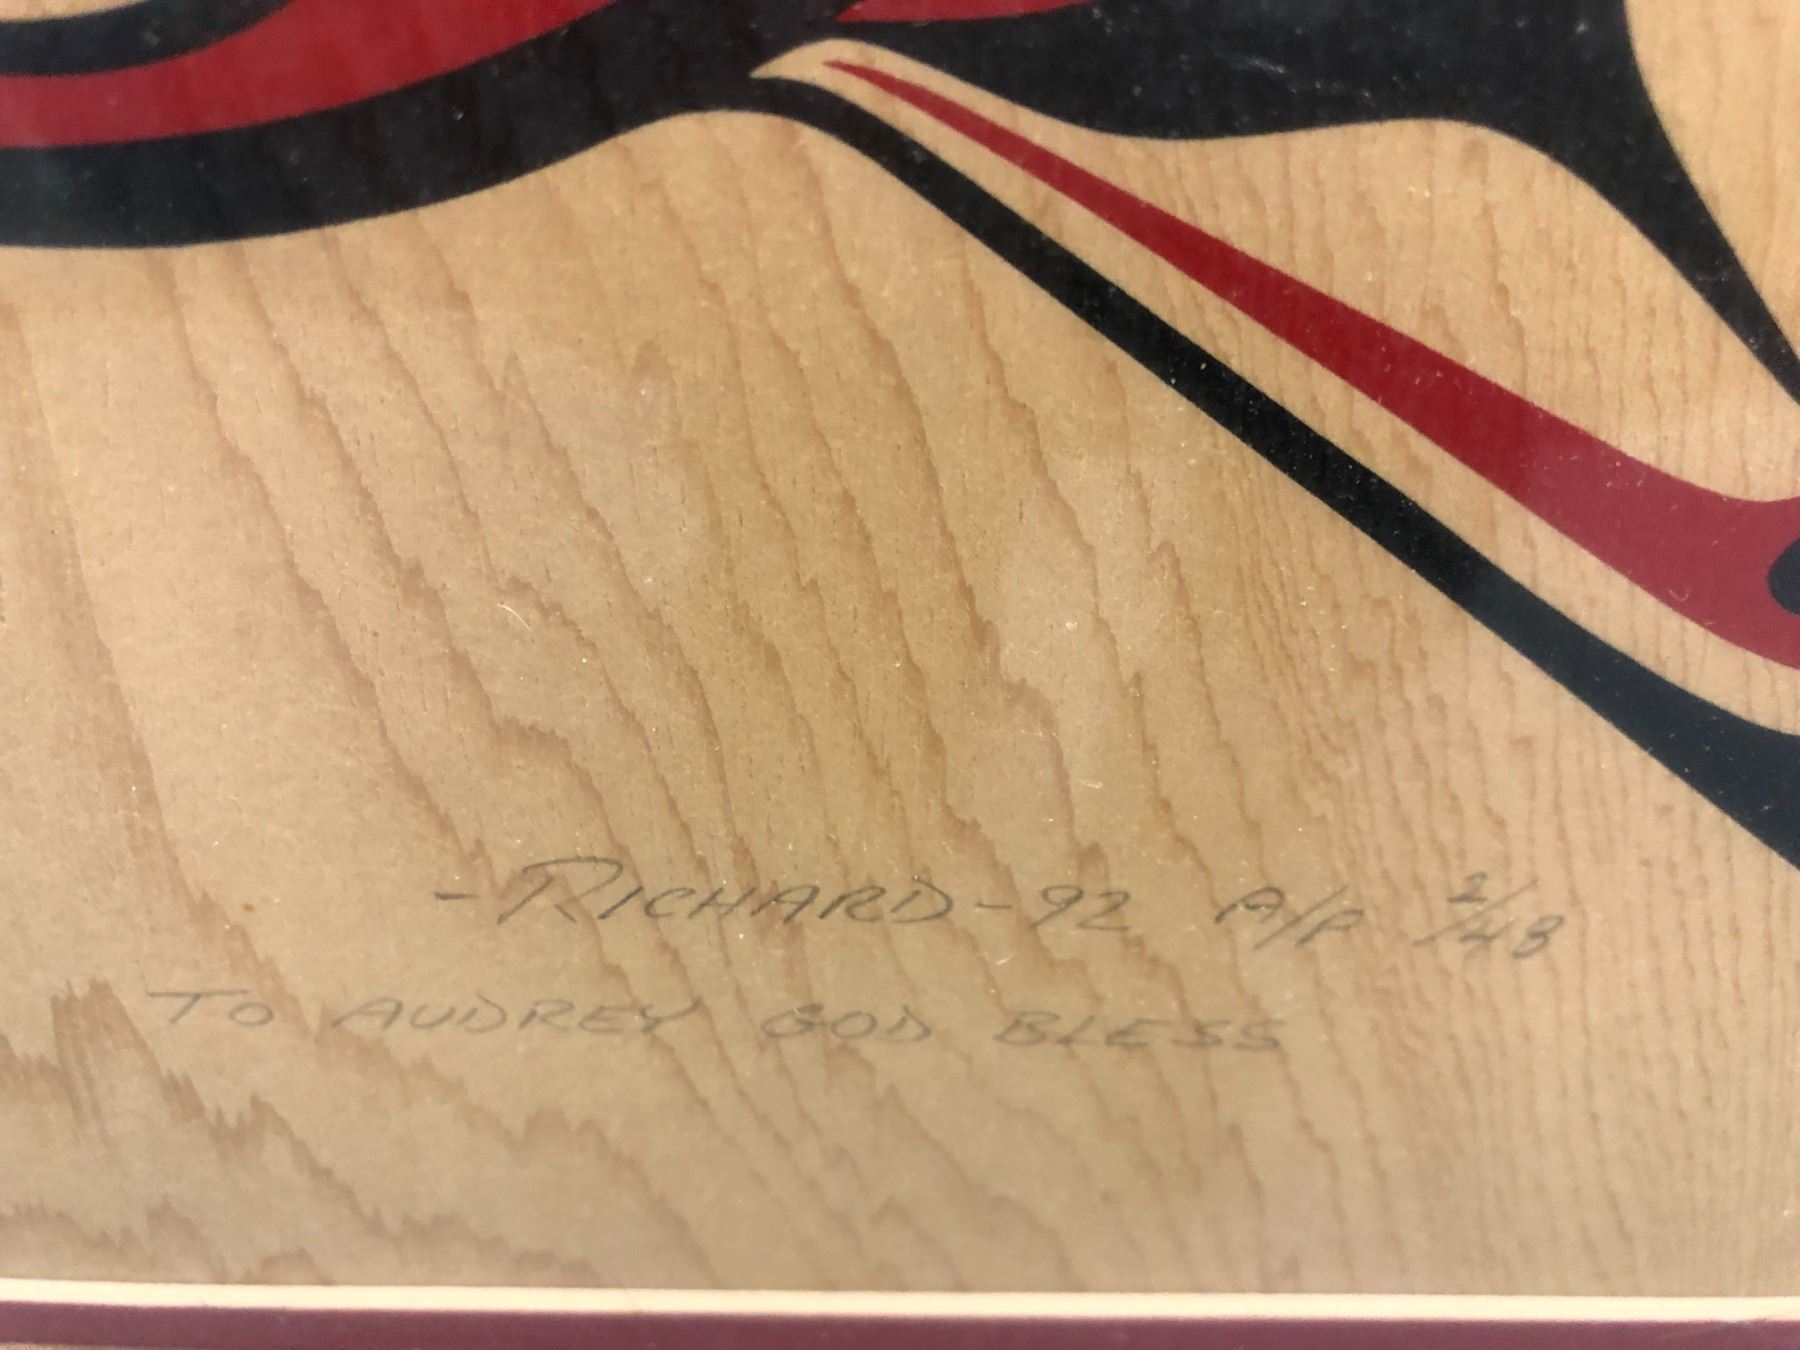 - RICHARD - 92 A/P 2/48
TO AUDREY GOD BLESS